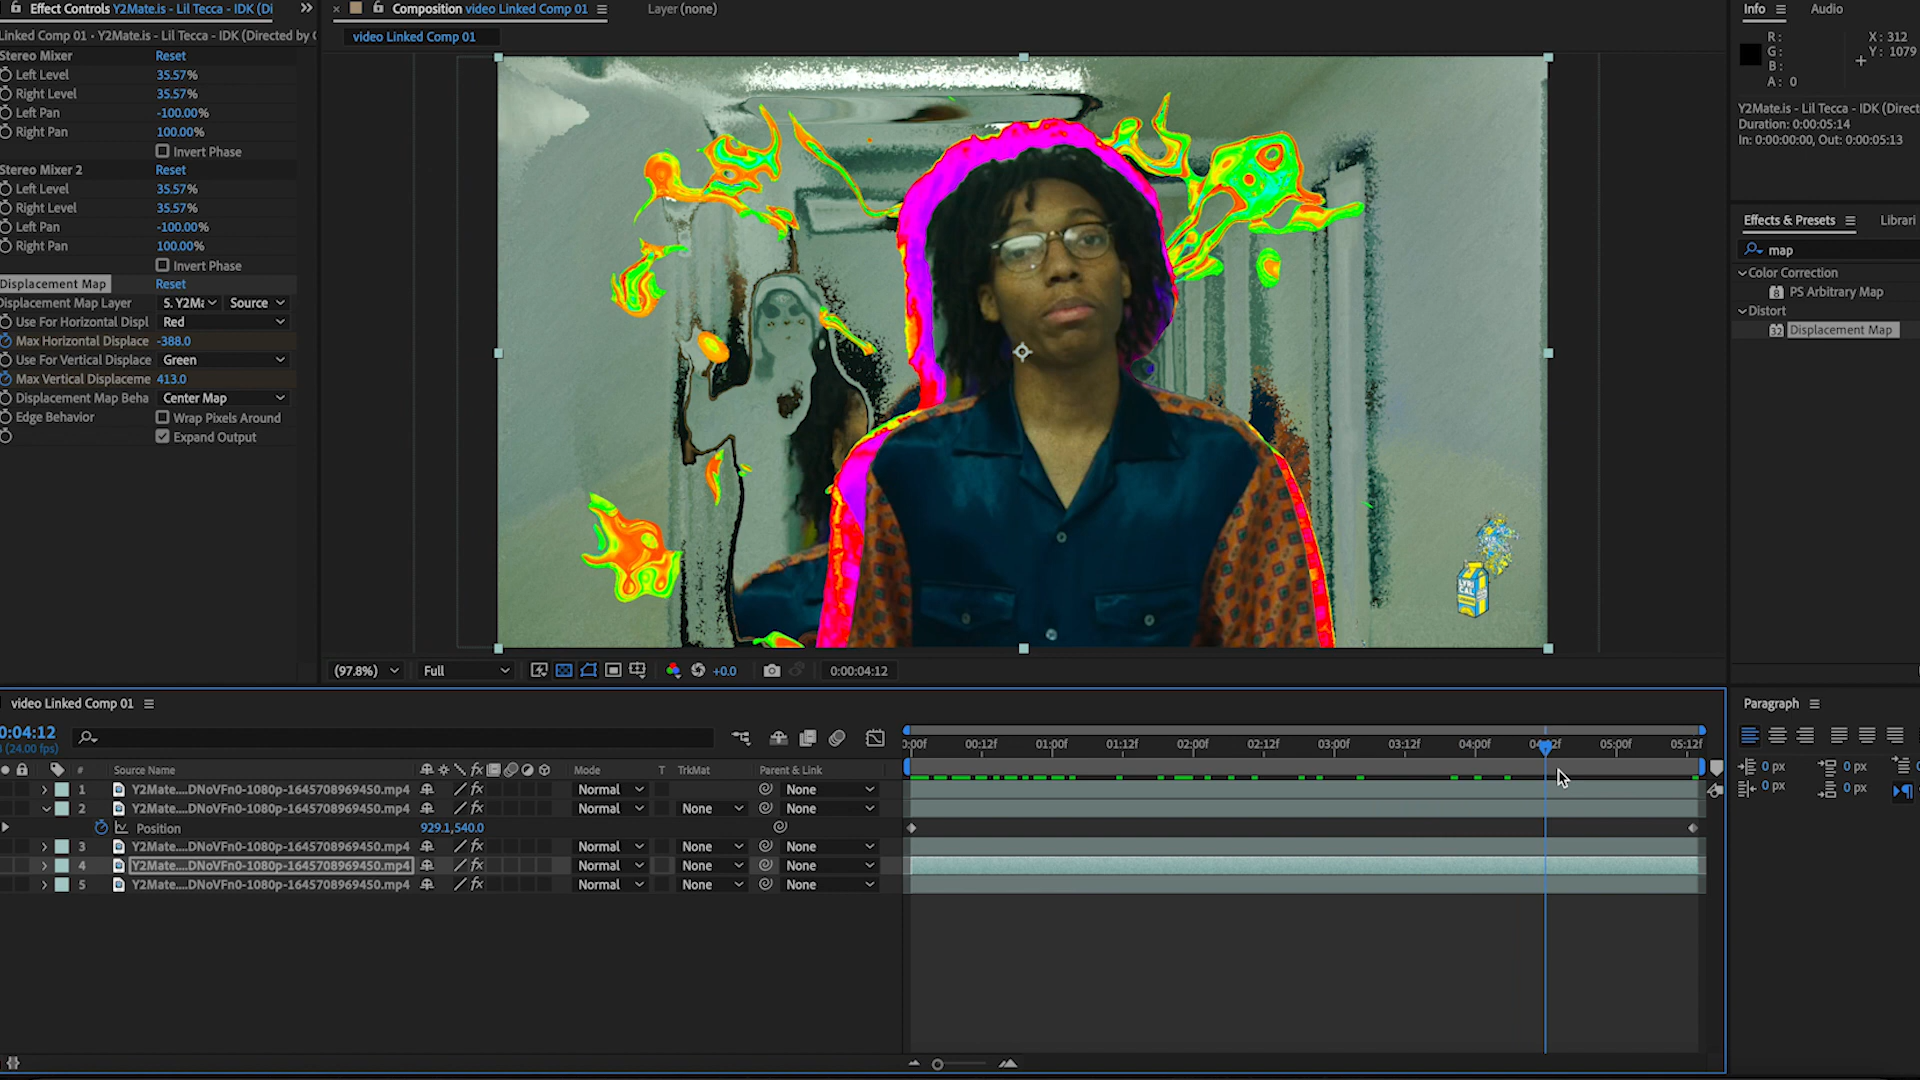 Effect Controls Y2Mate.is - Lil Tecca - IDK (Di
Linked Comp 01 · Y2Mate.is - Lil Tecca - IDK (Directed by C
Stereo Mixer Reset
Left Level 35.57%
Right Level 35.57%
Left Pan -100.00%
Right Pan 100.00%
Invert Phase
Stereo Mixer 2 Reset
Left Level 35.57%
Right Level 35.57%
Left Pan -100.00%
Right Pan 100.00%
Invert Phase
Displacement Map Reset
Displacement Map Layer 5. Y2Ma Source
Use For Horizontal Displ Red
Max Horizontal Displace -388.0
Use For Vertical Displace Green
Max Vertical Displaceme 413.0
Displacement Map Beha Center Map
Edge Behavior Wrap Pixels Around
Expand Output
Composition video Linked Comp 01
Layer (none)
video Linked Comp 01
LYRI
CAL
(97.8%) Full +0.0 0:00:04:12
Info Audio
R: X: 312
G: Y: 1079
B:
A: 0
Y2Mate.is - Lil Tecca - IDK (Direct
Duration: 0:00:05:14
In: 0:00:00:00, Out: 0:00:05:13
Effects & Presets Librari
map
Color Correction
PS Arbitrary Map
Distort
32 Displacement Map
video Linked Comp 01
0:04:12
(24.00 fps)
0:00f 00:12f 01:00f 01:12f 02:00f 02:12f 03:00f 03:12f 04:00f 04:12f 05:00f 05:12f
# Source Name Mode T TrkMat Parent & Link
1 Y2Mate....DNoVFn0-1080p-1645708969450.mp4 fx Normal None
2 Y2Mate....DNoVFn0-1080p-1645708969450.mp4 fx Normal None None
Position 929.1,540.0
3 Y2Mate....DNoVFn0-1080p-1645708969450.mp4 fx Normal None None
4 Y2Mate....DNoVFn0-1080p-1645708969450.mp4 fx Normal None None
5 Y2Mate....DNoVFn0-1080p-1645708969450.mp4 fx Normal None None
Paragraph
0 px 0 px
0 px 0 px